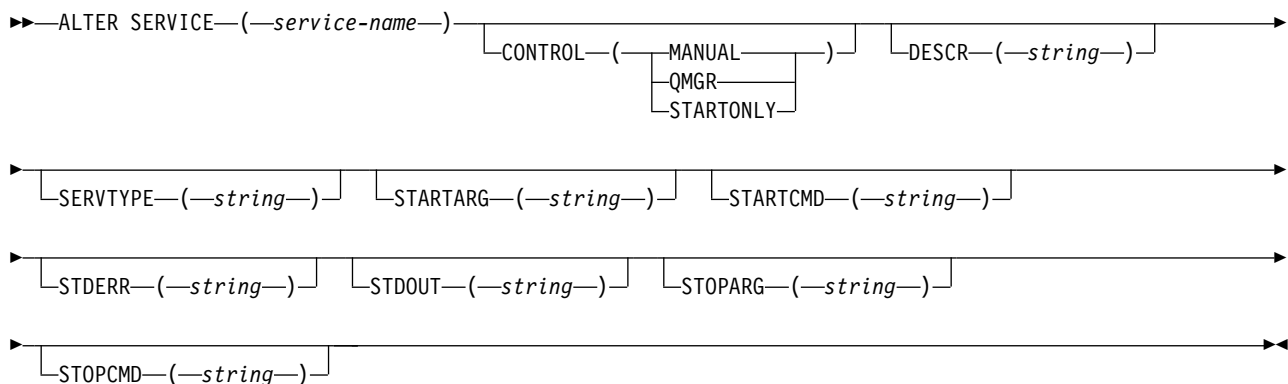 ALTER SERVICE ( service-name )
CONTROL ( MANUAL )
QMGR
STARTONLY
DESCR ( string )
SERVTYPE ( string ) STARTARG ( string ) STARTCMD ( string )
STDERR ( string ) STDOUT ( string ) STOPARG ( string )
STOPCMD ( string )